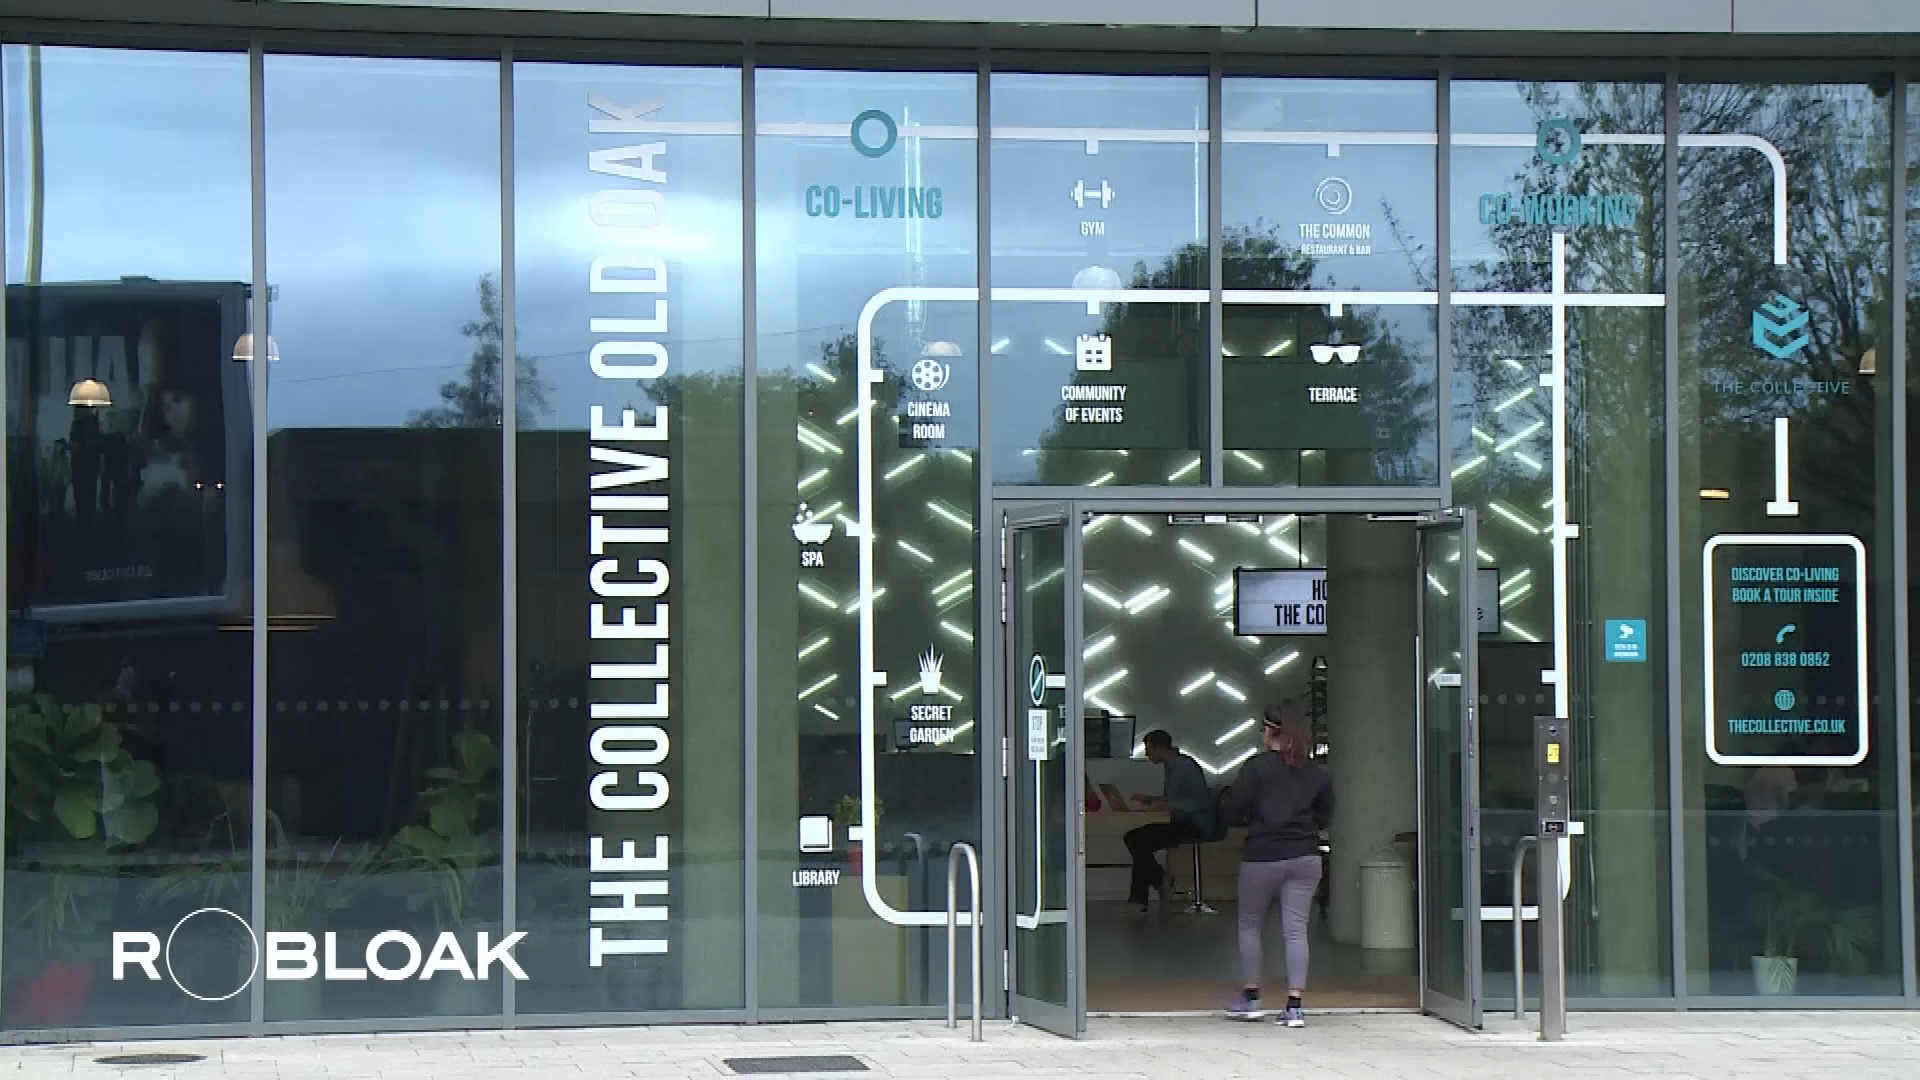 THE COLLECTIVE OLD OAK
CO-LIVING
GYM
THE COMMON
RESTAURANT & BAR
CO-WORKING
CINEMA
ROOM
COMMUNITY
OF EVENTS
TERRACE
THE COLLECTIVE
SPA
SECRET
GARDEN
LIBRARY
DISCOVER CO-LIVING
BOOK A TOUR INSIDE
0208 838 0852
THECOLLECTIVE.CO.UK
STOP
ROBLOAK